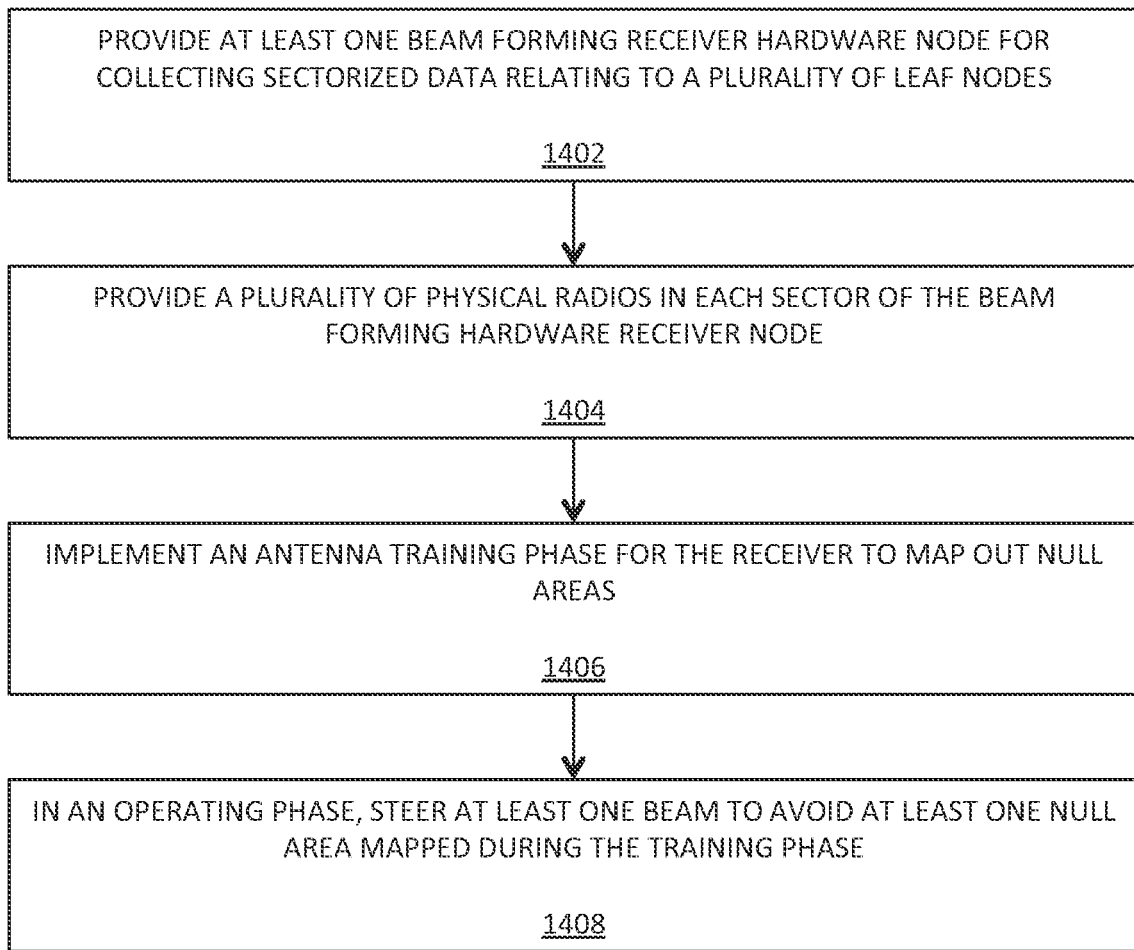 PROVIDE AT LEAST ONE BEAM FORMING RECEIVER HARDWARE NODE FOR
COLLECTING SECTORIZED DATA RELATING TO A PLURALITY OF LEAF NODES
1402
PROVIDE A PLURALITY OF PHYSICAL RADIOS IN EACH SECTOR OF THE BEAM
FORMING HARDWARE RECEIVER NODE
1404
IMPLEMENT AN ANTENNA TRAINING PHASE FOR THE RECEIVER TO MAP OUT NULL
AREAS
1406
IN AN OPERATING PHASE, STEER AT LEAST ONE BEAM TO AVOID AT LEAST ONE NULL
AREA MAPPED DURING THE TRAINING PHASE
1408